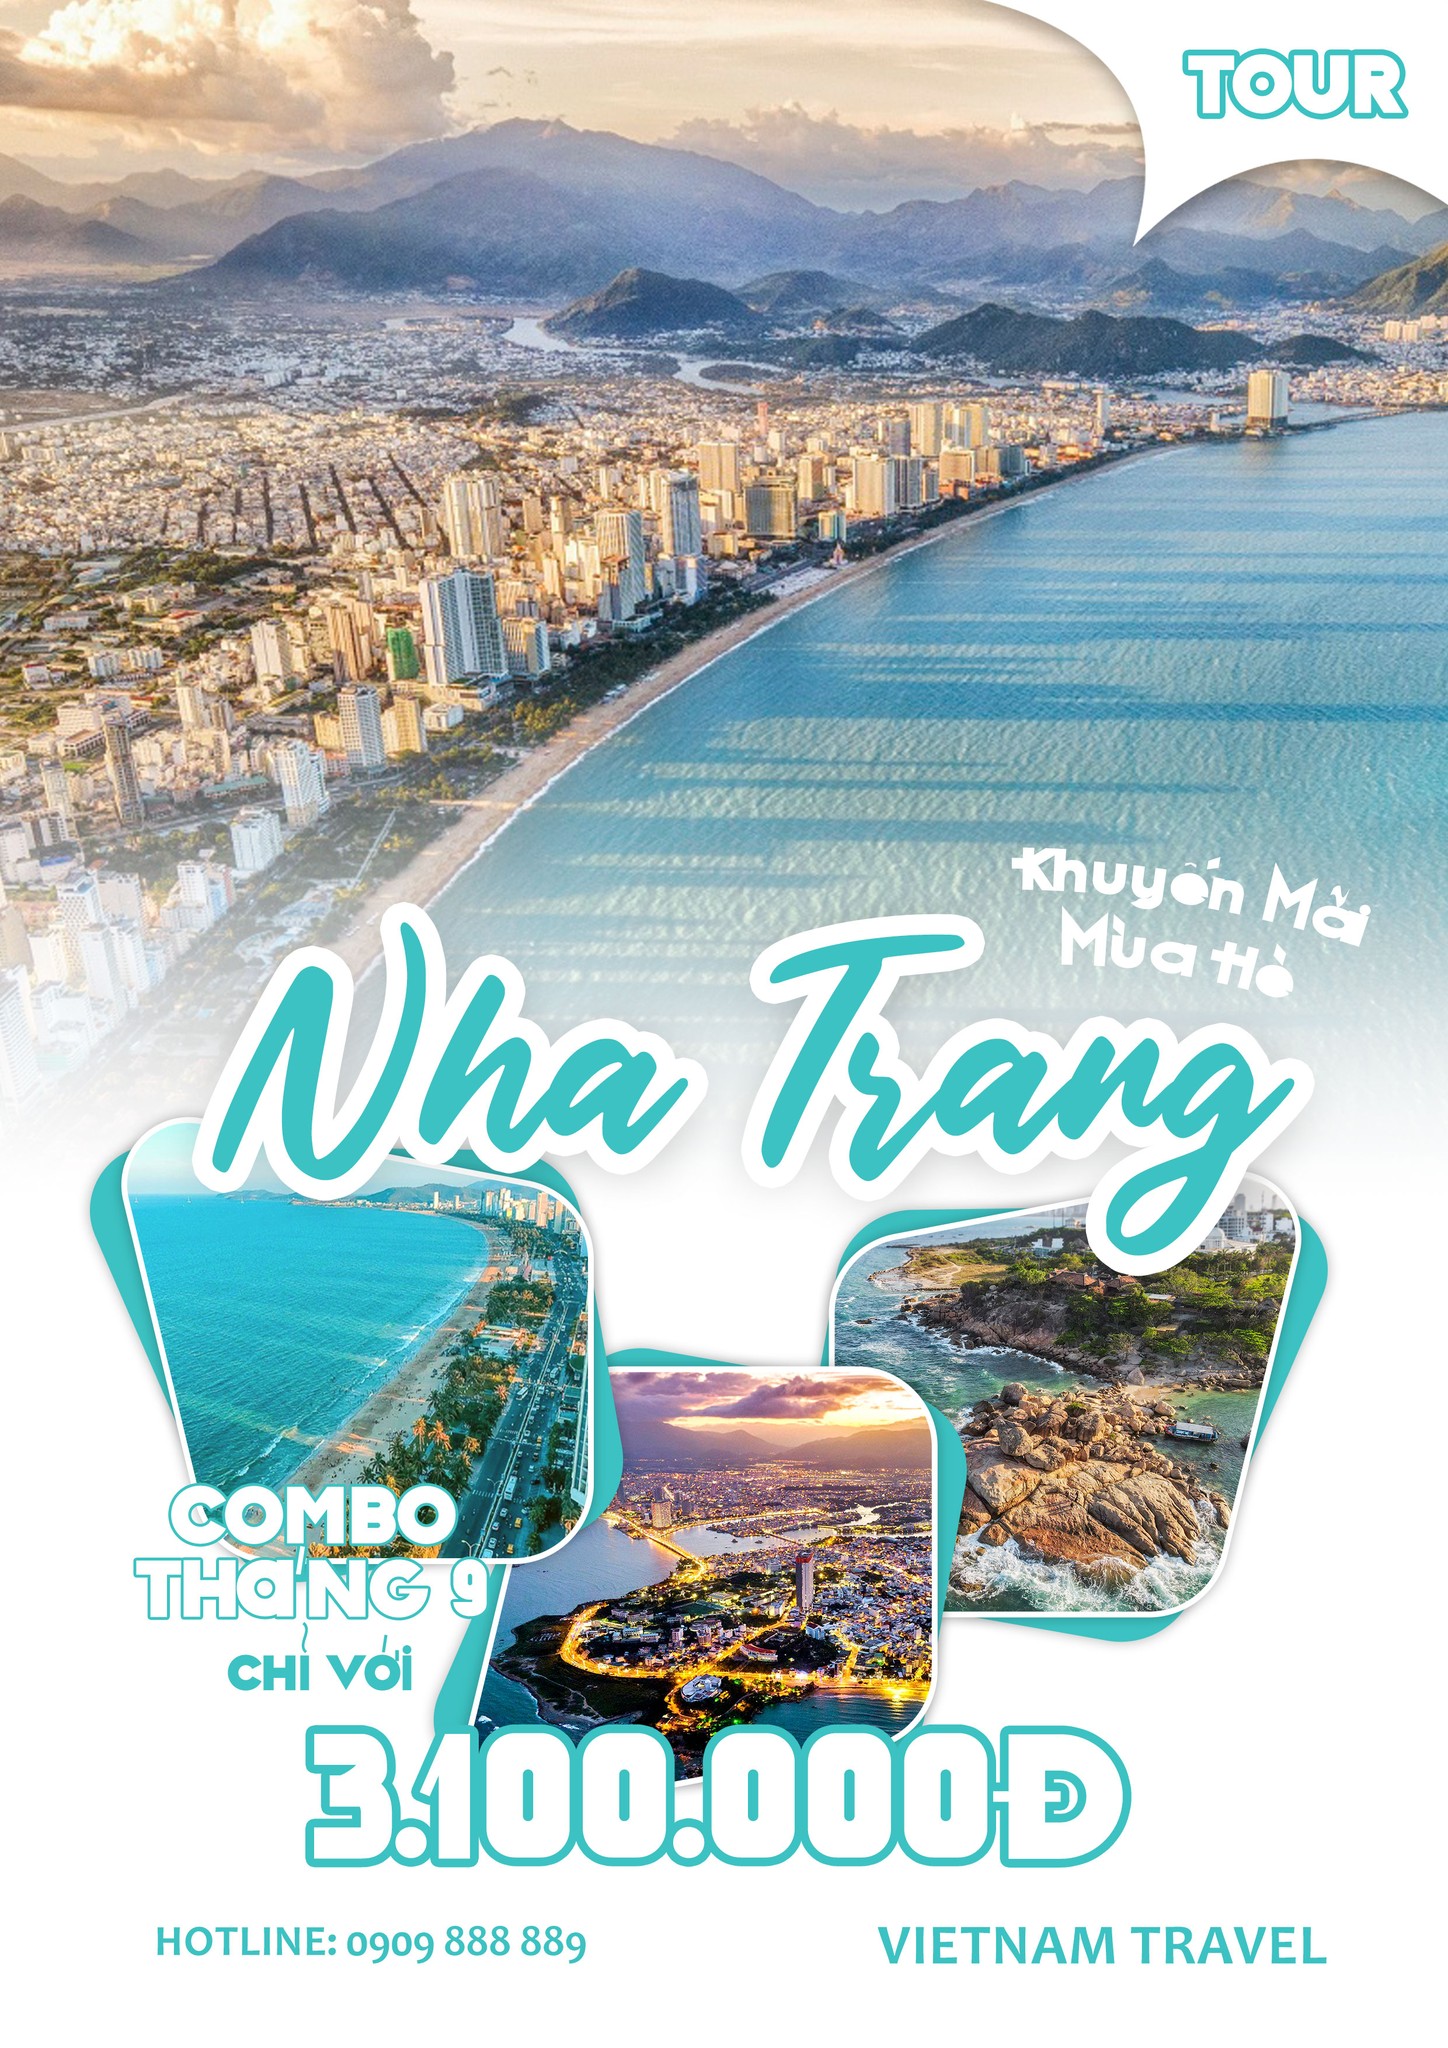 TOUR
Khuyến Mãi
Mùa Hè
Nha Trang
COMBO
THÁNG 9
CHỈ VỚI
3.100.000Đ
HOTLINE: 0909 888 889
VIETNAM TRAVEL